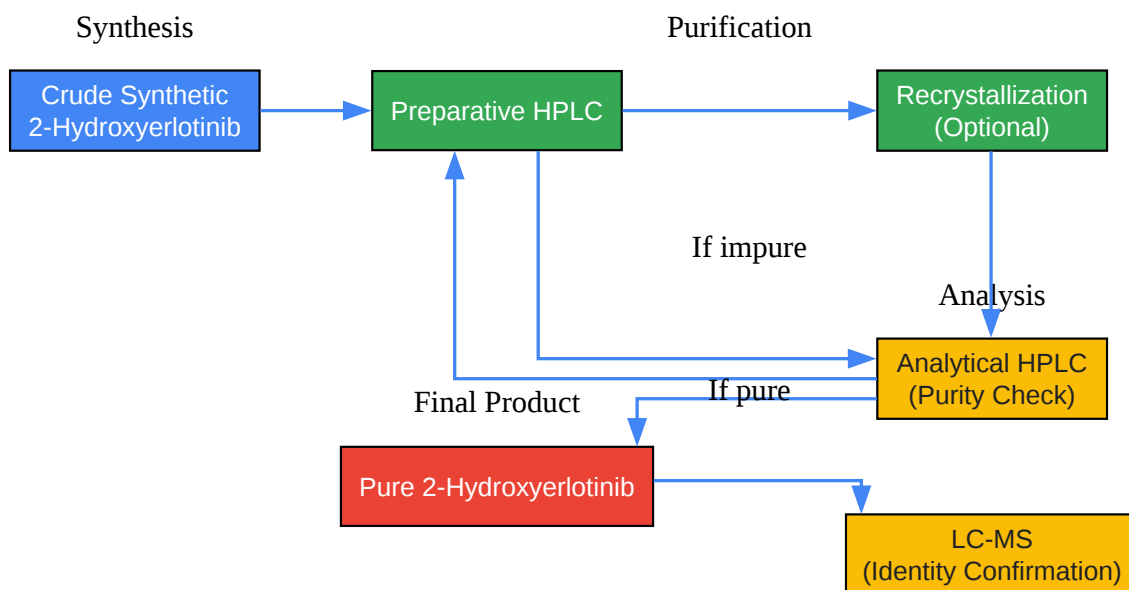 Synthesis
Purification
Crude Synthetic
2-Hydroxyerlotinib
Preparative HPLC
Recrystallization
(Optional)
If impure
Analysis
Analytical HPLC
(Purity Check)
If pure
Final Product
Pure 2-Hydroxyerlotinib
LC-MS
(Identity Confirmation)